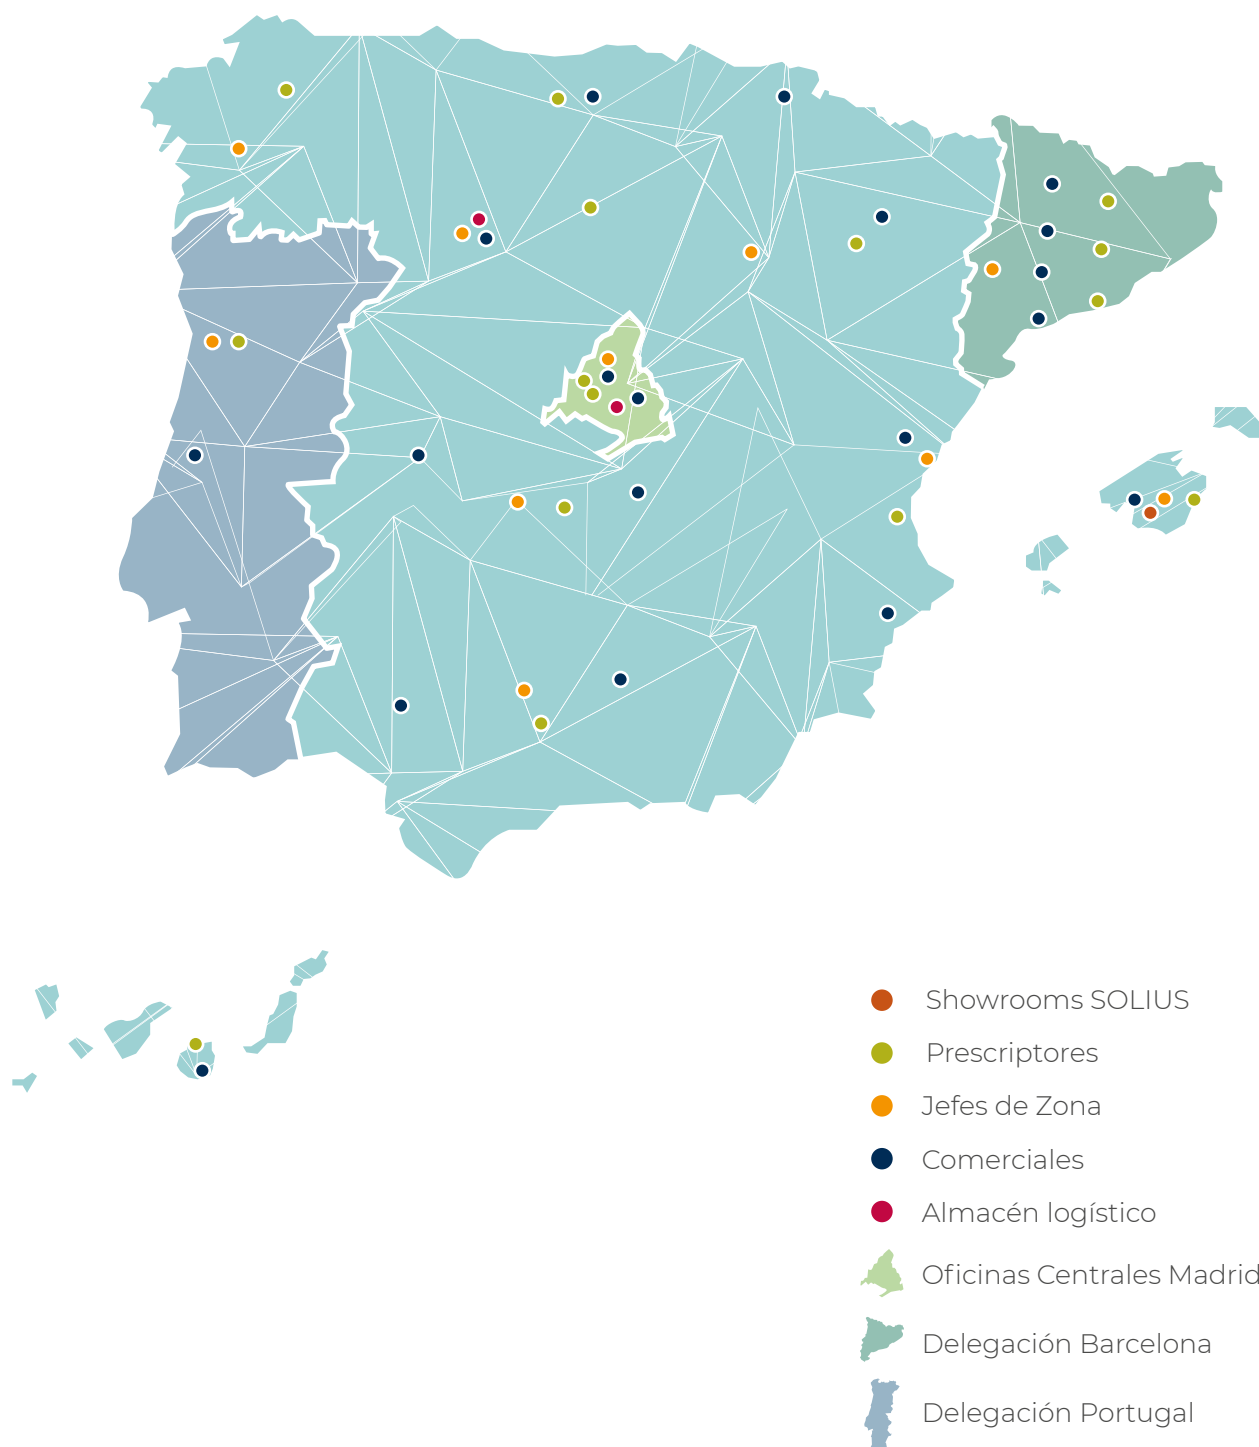 Showrooms SOLIUS
Prescriptores
Jefes de Zona
Comerciales
Almacén logístico
Oficinas Centrales Madrid
Delegación Barcelona
Delegación Portugal